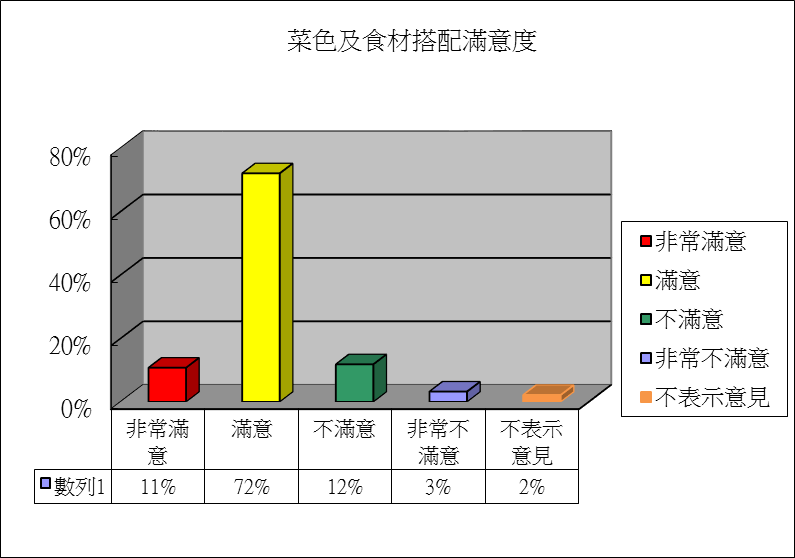 菜色及食材搭配滿意度
80%
60%
40%
20%
0%
非常滿意
滿意
不滿意
非常不滿意
不表示意見
非常滿
意
滿意
不滿意
非常不
滿意
不表示
意見
數列1 11% 72% 12% 3% 2%